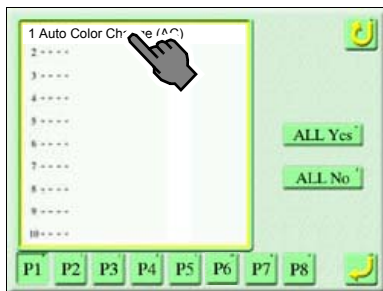 1 Auto Color Change (AC)
2 ----
3 ----
4 ----
5 ----
6 ----
7 ----
8 ----
9 ----
10 ----
ALL Yes
ALL No
P1 P2 P3 P4 P5 P6 P7 P8